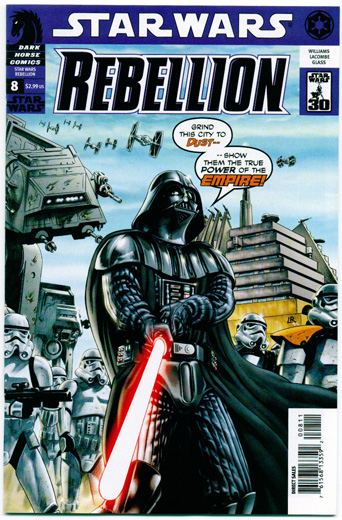 STAR WARS
DARK
HORSE
COMICS
STAR WARS
REBELLION
8 $2.99 US
STAR
WARS
REBELLION
WILLIAMS
LACOMBE
GLASS
STAR WARS
30
GRIND
THIS CITY TO
DUST--
--SHOW
THEM THE TRUE
POWER OF THE
EMPIRE!
DIRECT SALES
00811